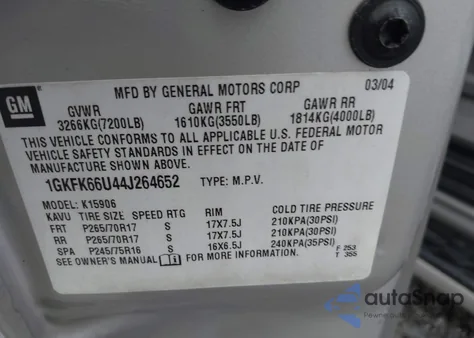 GM
MFD BY GENERAL MOTORS CORP 03/04
GVWR GAWR FRT GAWR RR
3266KG(7200LB) 1610KG(3550LB) 1814KG(4000LB)
THIS VEHICLE CONFORMS TO ALL APPLICABLE U.S. FEDERAL MOTOR
VEHICLE SAFETY STANDARDS IN EFFECT ON THE DATE OF
MANUFACTURE SHOWN ABOVE.
1GKFK66U44J264652 TYPE: M.P.V.
MODEL: K15906
KAVU TIRE SIZE SPEED RTG RIM COLD TIRE PRESSURE
FRT P265/70R17 S 17X7.5J 210KPA(30PSI)
RR P265/70R17 S 17X7.5J 210KPA(30PSI)
SPA P245/75R16 S 16X6.5J 240KPA(35PSI)
SEE OWNER'S MANUAL FOR MORE INFORMATION.
F 253
T 355
autoSnap